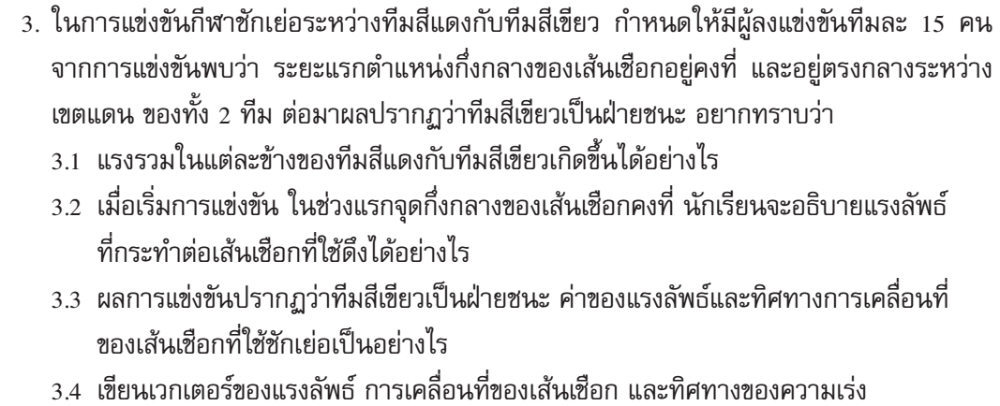 3. ในการแข่งขันกีฬาชักเย่อระหว่างทีมสีแดงกับทีมสีเขียว กำหนดให้มีผู้ลงแข่งขันทีมละ 15 คน
จากการแข่งขันพบว่า ระยะแรกตำแหน่งกึ่งกลางของเส้นเชือกอยู่คงที่ และอยู่ตรงกลางระหว่าง
เขตแดน ของทั้ง 2 ทีม ต่อมาผลปรากฏว่าทีมสีเขียวเป็นฝ่ายชนะ อยากทราบว่า
3.1 แรงรวมในแต่ละข้างของทีมสีแดงกับทีมสีเขียวเกิดขึ้นได้อย่างไร
3.2 เมื่อเริ่มการแข่งขัน ในช่วงแรกจุดกึ่งกลางของเส้นเชือกคงที่ นักเรียนจะอธิบายแรงลัพธ์
ที่กระทำต่อเส้นเชือกที่ใช้ดึงได้อย่างไร
3.3 ผลการแข่งขันปรากฏว่าทีมสีเขียวเป็นฝ่ายชนะ ค่าของแรงลัพธ์และทิศทางการเคลื่อนที่
ของเส้นเชือกที่ใช้ชักเย่อเป็นอย่างไร
3.4 เขียนเวกเตอร์ของแรงลัพธ์ การเคลื่อนที่ของเส้นเชือก และทิศทางของความเร่ง